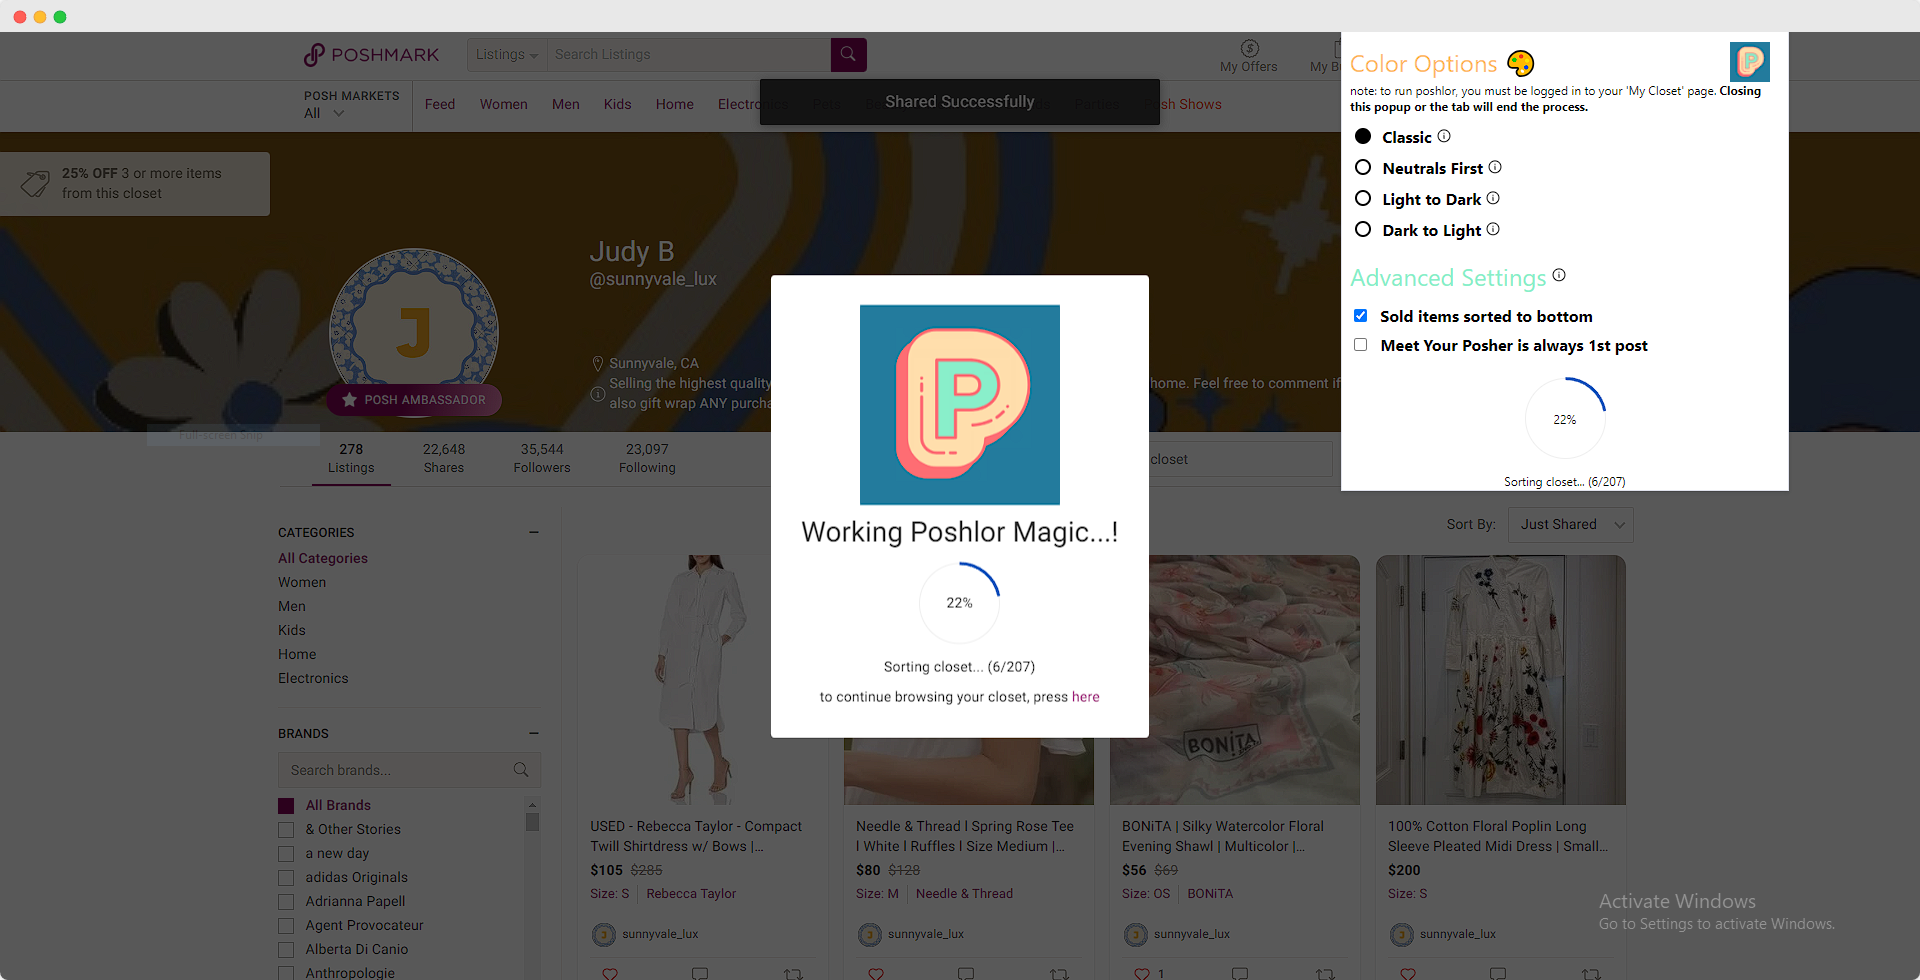 POSHMARK
Listings
Search Listings
My Offers
My B
POSH MARKETS
All
Feed
Women
Men
Kids
Home
Electronics
Pets
Shared Successfully
sh Shows
25% OFF 3 or more items
from this closet
Judy B
@sunnyvale_lux
J
POSH AMBASSADOR
Sunnyvale, CA
Selling the highest quality
home. Feel free to comment if
also gift wrap ANY purcha
Full-screen Snip
278
Listings
22,648
Shares
35,544
Followers
23,097
Following
closet
Color Options
note: to run poshlor, you must be logged in to your 'My Closet' page. Closing
this popup or the tab will end the process.
Classic
Neutrals First
Light to Dark
Dark to Light
Advanced Settings
Sold items sorted to bottom
Meet Your Posher is always 1st post
22%
Sorting closet... (6/207)
P
Working Poshlor Magic...!
22%
Sorting closet... (6/207)
to continue browsing your closet, press here
Sort By:
Just Shared
CATEGORIES
All Categories
Women
Men
Kids
Home
Electronics
BRANDS
Search brands...
All Brands
& Other Stories
a new day
adidas Originals
Adrianna Papell
Agent Provocateur
Alberta Di Canio
Anthropologie
USED - Rebecca Taylor - Compact
Twill Shirtdress w/ Bows |...
$105 $285
Size: S
Rebecca Taylor
sunnyvale_lux
Needle & Thread l Spring Rose Tee
l White l Ruffles l Size Medium |...
$80 $128
Size: M
Needle & Thread
sunnyvale_lux
BONiTA
BONiTA | Silky Watercolor Floral
Evening Shawl | Multicolor |...
$56 $69
Size: OS
BONiTA
sunnyvale_lux
1
100% Cotton Floral Poplin Long
Sleeve Pleated Midi Dress | Small...
$200
Size: S
sunnyvale_lux
Activate Windows
Go to Settings to activate Windows.